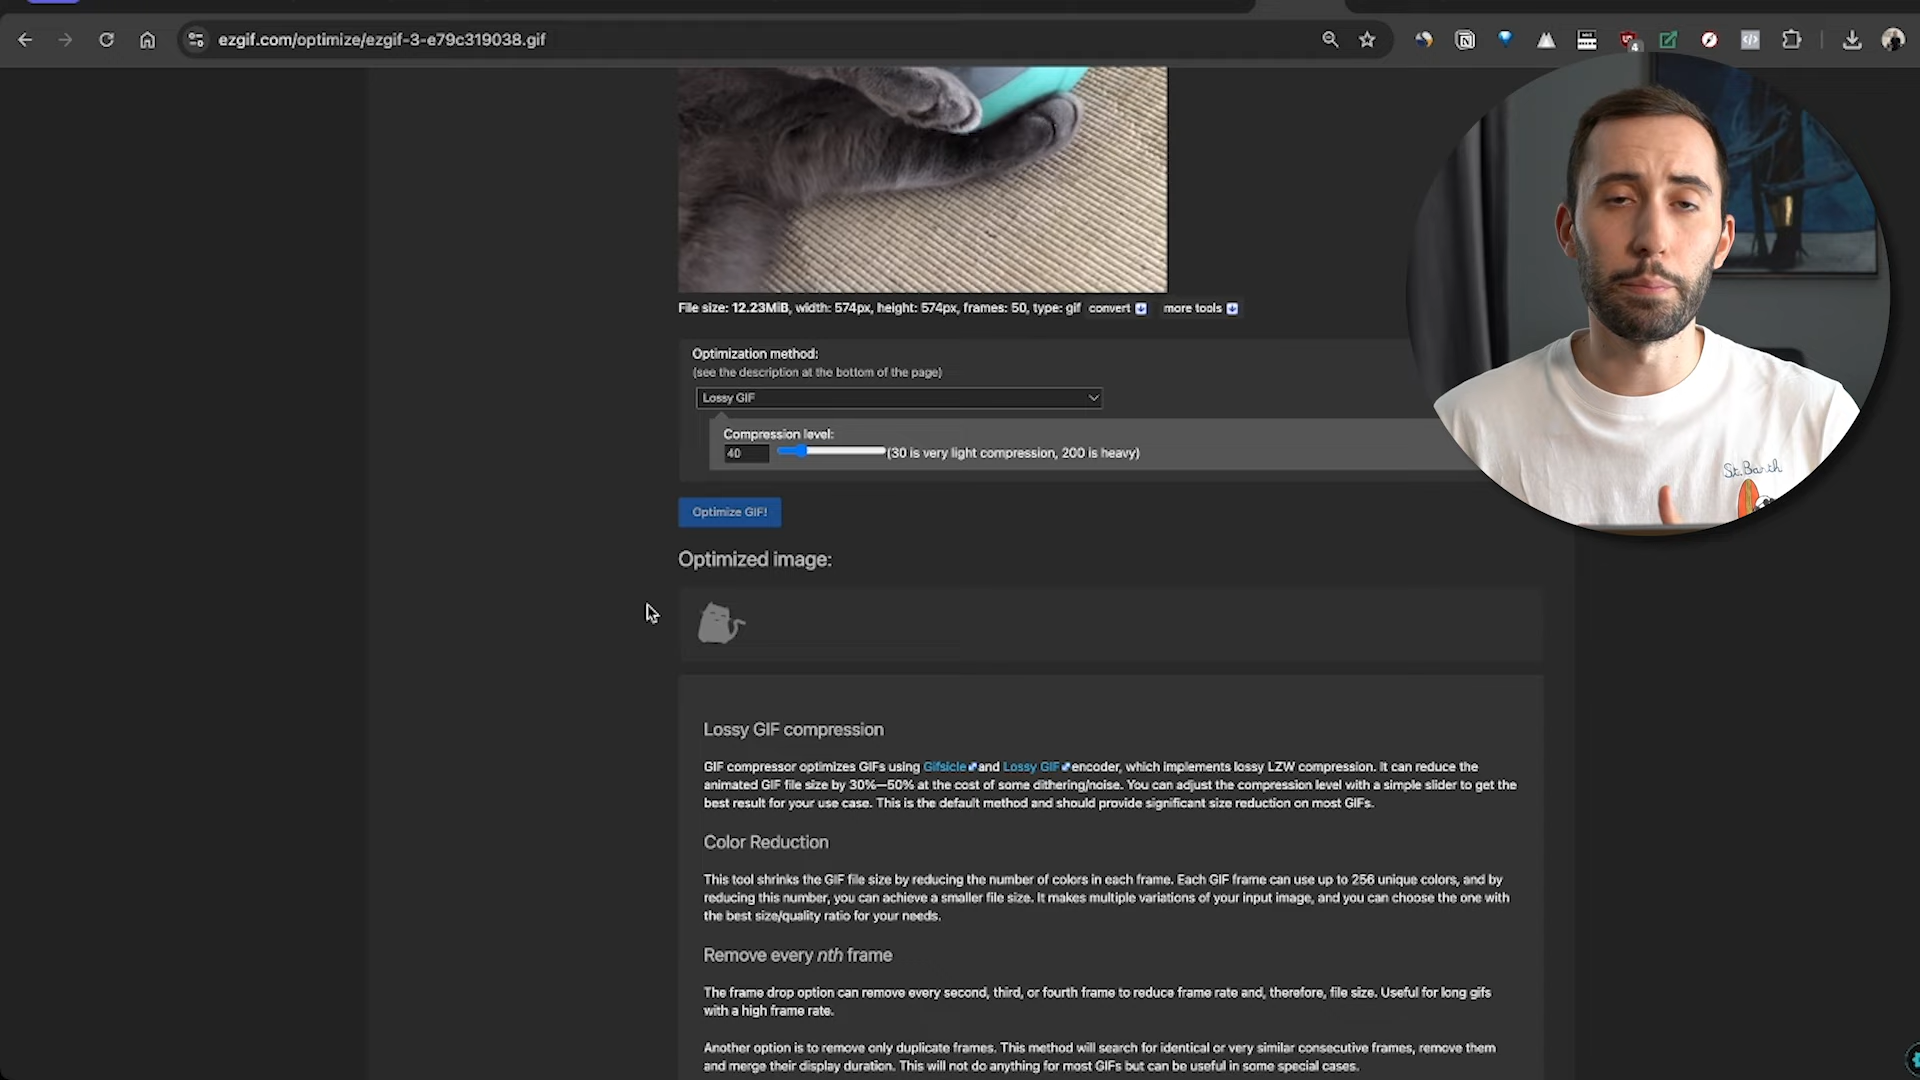 ezgif.com/optimize/ezgif-3-e79c319038.gif
4
File size: 12.23MiB, width: 574px, height: 574px, frames: 50, type: gif convert more tools
Optimization method:
(see the description at the bottom of the page)
Lossy GIF
Compression level:
40 (30 is very light compression, 200 is heavy)
St. Barth
Optimize GIF!
Optimized image:
Lossy GIF compression
GIF compressor optimizes GIFs using Gifsicle and Lossy GIF encoder, which implements lossy LZW compression. It can reduce the
animated GIF file size by 30%—50% at the cost of some dithering/noise. You can adjust the compression level with a simple slider to get the
best result for your use case. This is the default method and should provide significant size reduction on most GIFs.
Color Reduction
This tool shrinks the GIF file size by reducing the number of colors in each frame. Each GIF frame can use up to 256 unique colors, and by
reducing this number, you can achieve a smaller file size. It makes multiple variations of your input image, and you can choose the one with
the best size/quality ratio for your needs.
Remove every nth frame
The frame drop option can remove every second, third, or fourth frame to reduce frame rate and, therefore, file size. Useful for long gifs
with a high frame rate.
Another option is to remove only duplicate frames. This method will search for identical or very similar consecutive frames, remove them
and merge their display duration. This will not do anything for most GIFs but can be useful in some special cases.